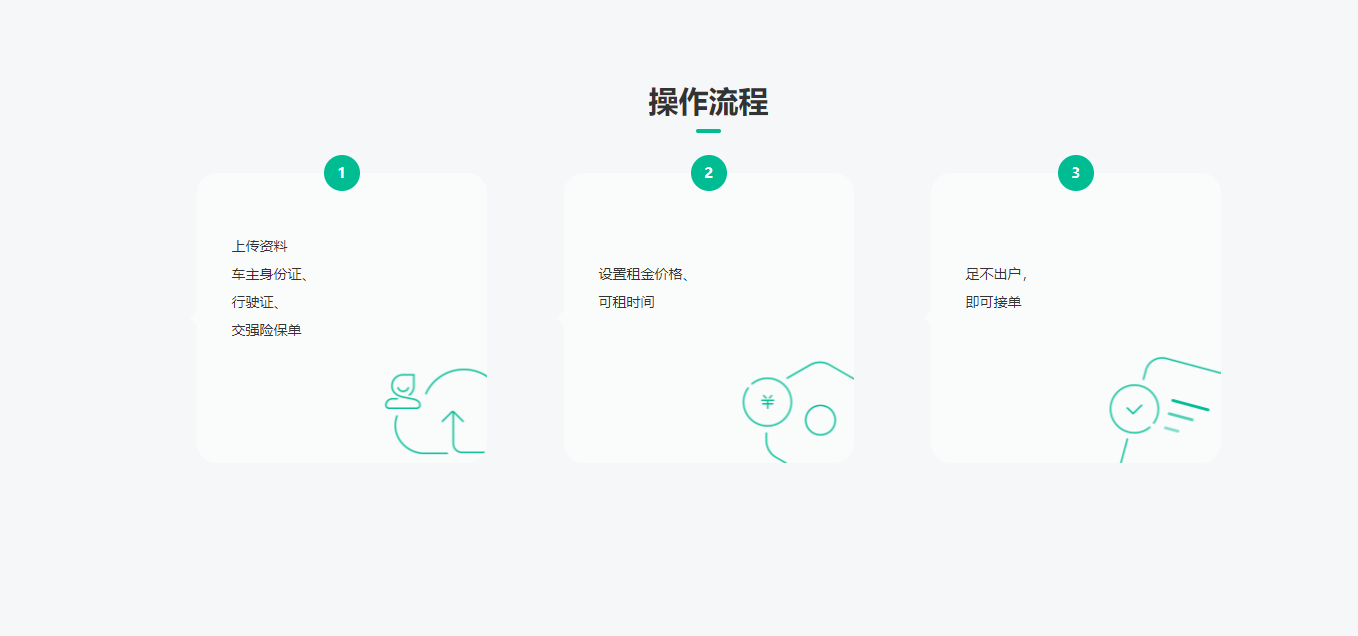 操作流程
1
上传资料
车主身份证、
行驶证、
交强险保单
2
设置租金价格、
可租时间
¥
3
足不出户，
即可接单